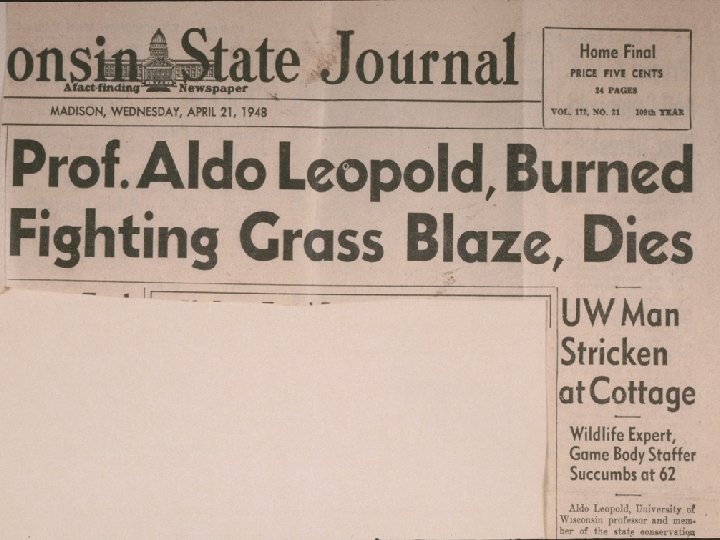 onsin State Journal
A fact-finding Newspaper
MADISON, WEDNESDAY, APRIL 21, 1948
Home Final
PRICE FIVE CENTS
24 PAGES
VOL. 172, NO. 21 109th YEAR
Prof. Aldo Leopold, Burned
Fighting Grass Blaze, Dies
UW Man
Stricken
at Cottage
Wildlife Expert,
Game Body Staffer
Succumbs at 62
Aldo Leopold, University of
Wisconsin professor and mem-
ber of the state conservation